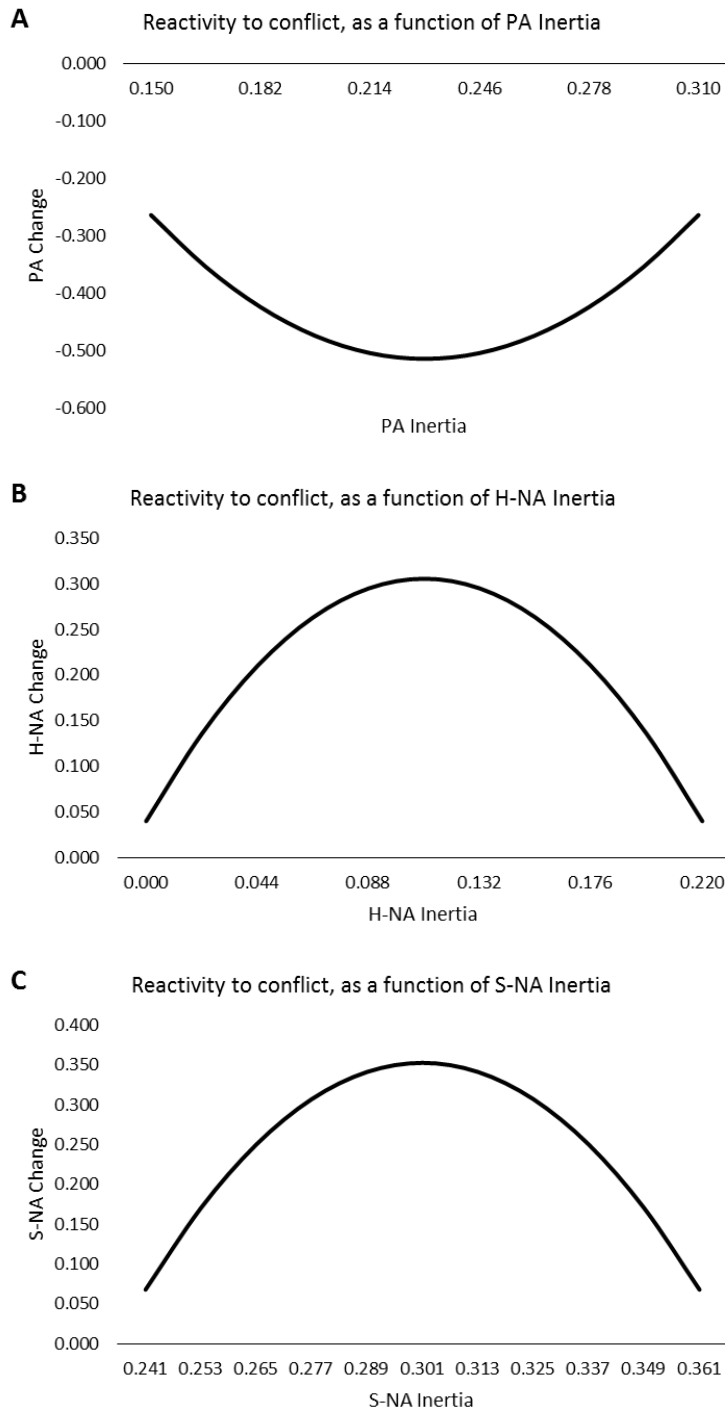 A
Reactivity to conflict, as a function of PA Inertia
0.000
0.150 0.182 0.214 0.246 0.278 0.310
-0.100
-0.200
-0.300
-0.400
-0.500
-0.600
PA Change
PA Inertia
B
Reactivity to conflict, as a function of H-NA Inertia
0.350
0.300
0.250
0.200
0.150
0.100
0.050
0.000
H-NA Change
0.000 0.044 0.088 0.132 0.176 0.220
H-NA Inertia
C
Reactivity to conflict, as a function of S-NA Inertia
0.400
0.350
0.300
0.250
0.200
0.150
0.100
0.050
0.000
S-NA Change
0.241 0.253 0.265 0.277 0.289 0.301 0.313 0.325 0.337 0.349 0.361
S-NA Inertia